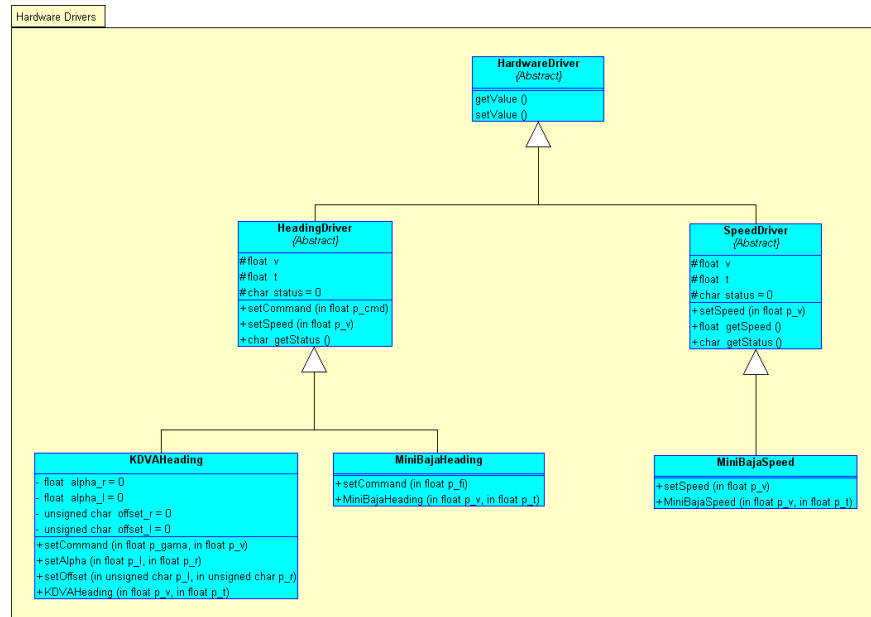 Hardware Drivers
HardwareDriver
{Abstract}
getValue ()
setValue ()
HeadingDriver
{Abstract}
#float v
#float t
#char status = 0
+setCommand (in float p_cmd)
+setSpeed (in float p_v)
+char getStatus ()
SpeedDriver
{Abstract}
#float v
#float t
#char status = 0
+setSpeed (in float p_v)
+float getSpeed ()
+char getStatus ()
KDVAHeading
- float alpha_r = 0
- float alpha_l = 0
- unsigned char offset_r = 0
- unsigned char offset_l = 0
+setCommand (in float p_gama, in float p_v)
+setAlpha (in float p_l, in float p_r)
+setOffset (in unsigned char p_l, in unsigned char p_r)
+KDVAHeading (in float p_v, in float p_t)
MiniBajaHeading
+setCommand (in float p_fi)
+MiniBajaHeading (in float p_v, in float p_t)
MiniBajaSpeed
+setSpeed (in float p_v)
+MiniBajaSpeed (in float p_v, in float p_t)